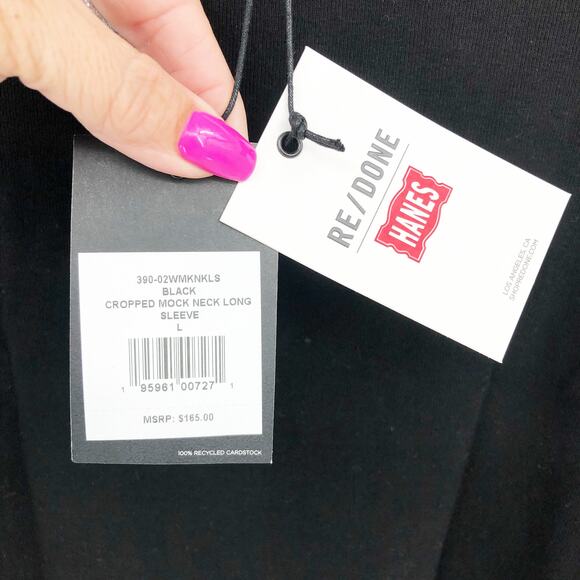 RE/DONE
HANES
LOS ANGELES, CA
SHOPREDONE.COM
390-02WMKNKLS
BLACK
CROPPED MOCK NECK LONG
SLEEVE
L
1 95961 00727 1
MSRP: $165.00
100% RECYCLED CARDSTOCK